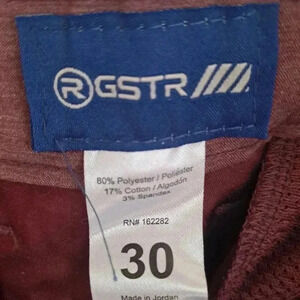 RGSTR
80% Polyester / Poliéster
17% Cotton / Algodón
3% Spandex
RN# 162282
30
Made in Jordan